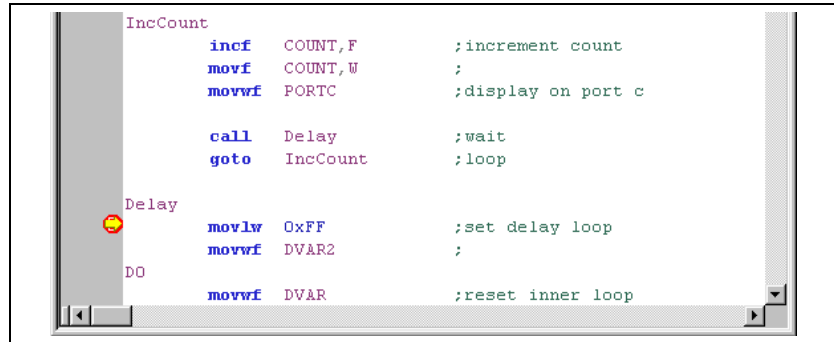 IncCount
incf COUNT,F ;increment count
movf COUNT,W ;
movwf PORTC ;display on port c
call Delay ;wait
goto IncCount ;loop
Delay
movlw 0xFF ;set delay loop
movwf DVAR2 ;
D0
movwf DVAR ;reset inner loop